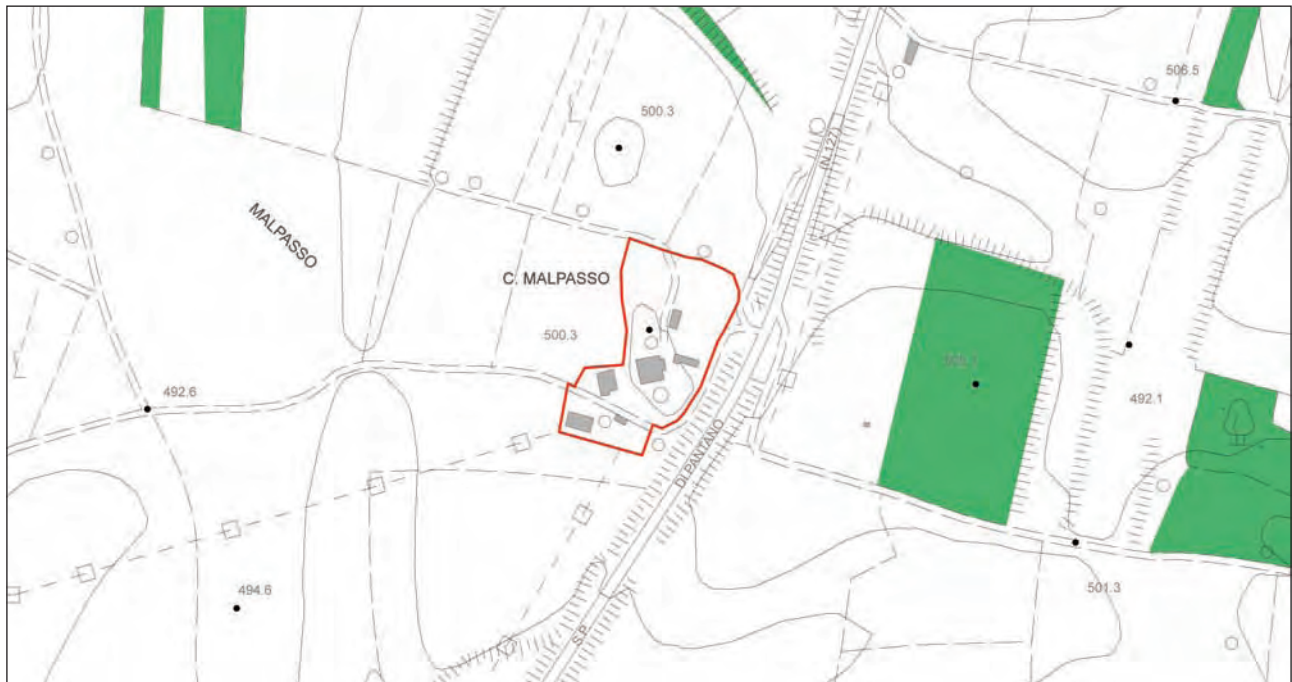 506.5
500.3
(N.127)
MALPASSO
C. MALPASSO
500.3
492.6
492.1
DI PANTANO
501.3
494.6
S.P.